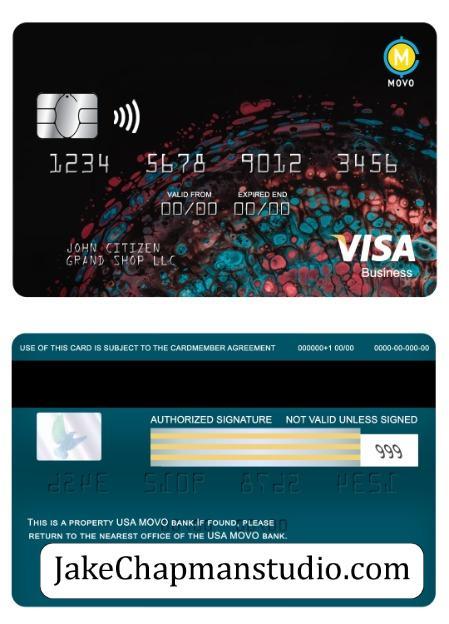 M
MOVO
1234 5678 9012 3456
VALID FROM EXPIRED END
00/00 00/00
JOHN CITIZEN
GRAND SHOP LLC
VISA
Business
USE OF THIS CARD IS SUBJECT TO THE CARDMEMBER AGREEMENT 000000+1 00/00 0000-00-000-00
AUTHORIZED SIGNATURE NOT VALID UNLESS SIGNED
999
THIS IS A PROPERTY USA MOVO BANK.IF FOUND, PLEASE
RETURN TO THE NEAREST OFFICE OF THE USA MOVO BANK.
JakeChapmanstudio.com